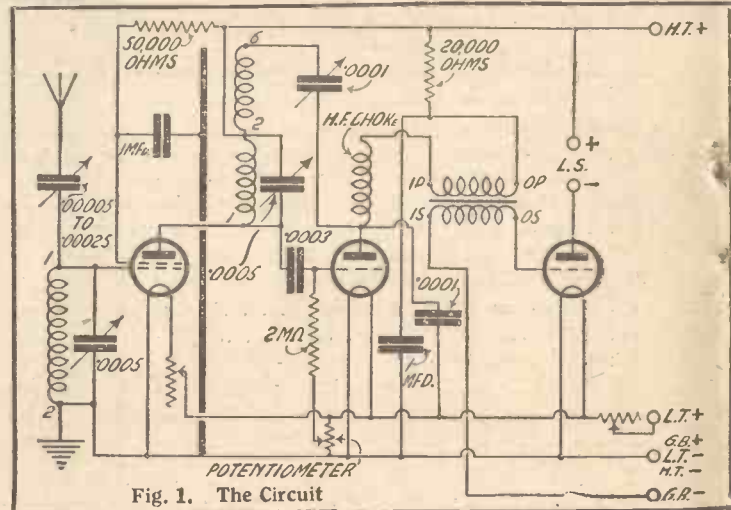 50,000
OHMS
6
.0001
20,000
OHMS
H.T.+
1MFD.
2
H.F.CHOKE
+
L.S.
-
.00005
TO
.00025
1P
OP
1S
OS
1
1
.0005
.0003
.0001
2MΩ
.0005
MFD.
2
L.T.+
G.B.+
L.T.-
H.T.-
POTENTIOMETER
G.B.-
Fig. 1. The Circuit